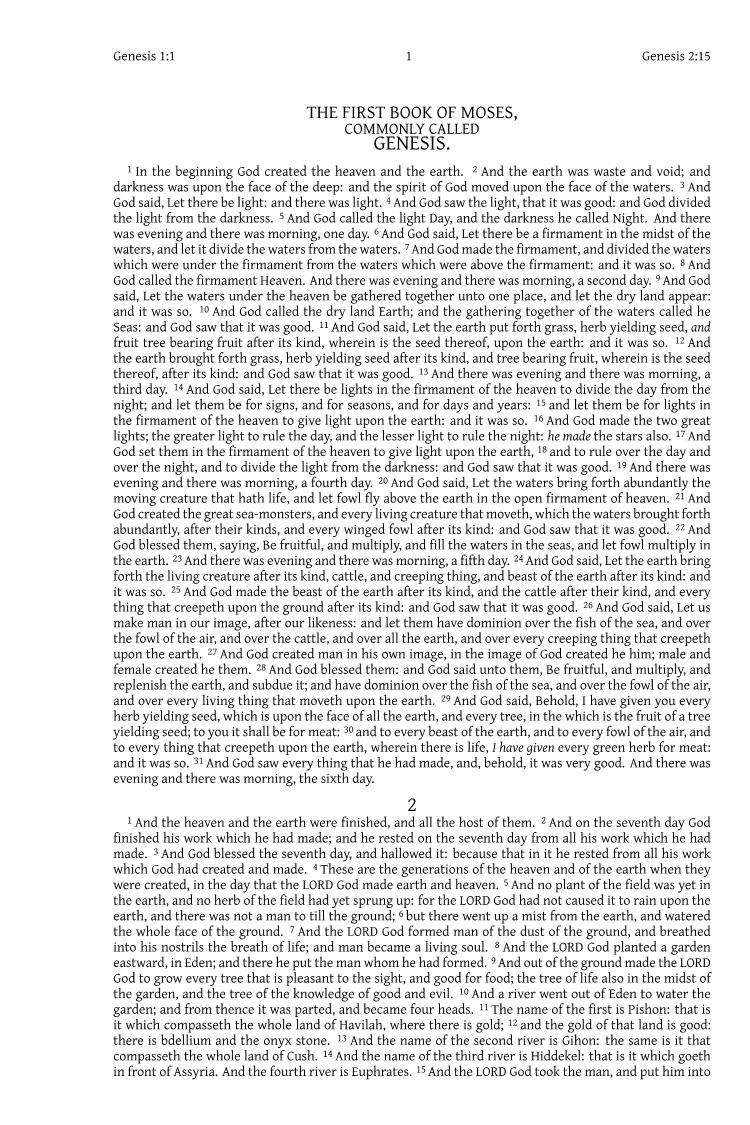 Genesis 1:1 1 Genesis 2:15
THE FIRST BOOK OF MOSES,
COMMONLY CALLED
GENESIS.
1 In the beginning God created the heaven and the earth. 2 And the earth was waste and void; and
darkness was upon the face of the deep: and the spirit of God moved upon the face of the waters. 3 And
God said, Let there be light: and there was light. 4 And God saw the light, that it was good: and God divided
the light from the darkness. 5 And God called the light Day, and the darkness he called Night. And there
was evening and there was morning, one day. 6 And God said, Let there be a firmament in the midst of the
waters, and let it divide the waters from the waters. 7 And God made the firmament, and divided the waters
which were under the firmament from the waters which were above the firmament: and it was so. 8 And
God called the firmament Heaven. And there was evening and there was morning, a second day. 9 And God
said, Let the waters under the heaven be gathered together unto one place, and let the dry land appear:
and it was so. 10 And God called the dry land Earth; and the gathering together of the waters called he
Seas: and God saw that it was good. 11 And God said, Let the earth put forth grass, herb yielding seed, and
fruit tree bearing fruit after its kind, wherein is the seed thereof, upon the earth: and it was so. 12 And
the earth brought forth grass, herb yielding seed after its kind, and tree bearing fruit, wherein is the seed
thereof, after its kind: and God saw that it was good. 13 And there was evening and there was morning, a
third day. 14 And God said, Let there be lights in the firmament of the heaven to divide the day from the
night; and let them be for signs, and for seasons, and for days and years: 15 and let them be for lights in
the firmament of the heaven to give light upon the earth: and it was so. 16 And God made the two great
lights; the greater light to rule the day, and the lesser light to rule the night: he made the stars also. 17 And
God set them in the firmament of the heaven to give light upon the earth, 18 and to rule over the day and
over the night, and to divide the light from the darkness: and God saw that it was good. 19 And there was
evening and there was morning, a fourth day. 20 And God said, Let the waters bring forth abundantly the
moving creature that hath life, and let fowl fly above the earth in the open firmament of heaven. 21 And
God created the great sea-monsters, and every living creature that moveth, which the waters brought forth
abundantly, after their kinds, and every winged fowl after its kind: and God saw that it was good. 22 And
God blessed them, saying, Be fruitful, and multiply, and fill the waters in the seas, and let fowl multiply in
the earth. 23 And there was evening and there was morning, a fifth day. 24 And God said, Let the earth bring
forth the living creature after its kind, cattle, and creeping thing, and beast of the earth after its kind: and
it was so. 25 And God made the beast of the earth after its kind, and the cattle after their kind, and every
thing that creepeth upon the ground after its kind: and God saw that it was good. 26 And God said, Let us
make man in our image, after our likeness: and let them have dominion over the fish of the sea, and over
the fowl of the air, and over the cattle, and over all the earth, and over every creeping thing that creepeth
upon the earth. 27 And God created man in his own image, in the image of God created he him; male and
female created he them. 28 And God blessed them: and God said unto them, Be fruitful, and multiply, and
replenish the earth, and subdue it; and have dominion over the fish of the sea, and over the fowl of the air,
and over every living thing that moveth upon the earth. 29 And God said, Behold, I have given you every
herb yielding seed, which is upon the face of all the earth, and every tree, in the which is the fruit of a tree
yielding seed; to you it shall be for meat: 30 and to every beast of the earth, and to every fowl of the air, and
to every thing that creepeth upon the earth, wherein there is life, I have given every green herb for meat:
and it was so. 31 And God saw every thing that he had made, and, behold, it was very good. And there was
evening and there was morning, the sixth day.
2
1 And the heaven and the earth were finished, and all the host of them. 2 And on the seventh day God
finished his work which he had made; and he rested on the seventh day from all his work which he had
made. 3 And God blessed the seventh day, and hallowed it: because that in it he rested from all his work
which God had created and made. 4 These are the generations of the heaven and of the earth when they
were created, in the day that the LORD God made earth and heaven. 5 And no plant of the field was yet in
the earth, and no herb of the field had yet sprung up: for the LORD God had not caused it to rain upon the
earth, and there was not a man to till the ground; 6 but there went up a mist from the earth, and watered
the whole face of the ground. 7 And the LORD God formed man of the dust of the ground, and breathed
into his nostrils the breath of life; and man became a living soul. 8 And the LORD God planted a garden
eastward, in Eden; and there he put the man whom he had formed. 9 And out of the ground made the LORD
God to grow every tree that is pleasant to the sight, and good for food; the tree of life also in the midst of
the garden, and the tree of the knowledge of good and evil. 10 And a river went out of Eden to water the
garden; and from thence it was parted, and became four heads. 11 The name of the first is Pishon: that is
it which compasseth the whole land of Havilah, where there is gold; 12 and the gold of that land is good:
there is bdellium and the onyx stone. 13 And the name of the second river is Gihon: the same is it that
compasseth the whole land of Cush. 14 And the name of the third river is Hiddekel: that is it which goeth
in front of Assyria. And the fourth river is Euphrates. 15 And the LORD God took the man, and put him into